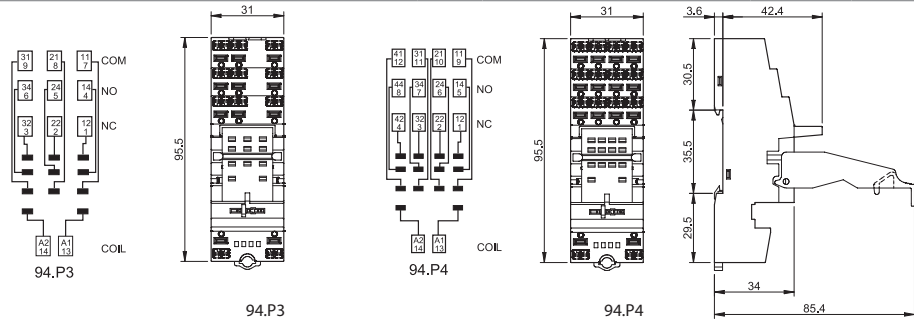 31
95.5
31 21 11
9 8 7
COM
34 24 14
6 5 4
NO
32 22 12
3 2 1
NC
A2 A1
14 13
COIL
94.P3
94.P3
31
95.5
41 31 21 11
12 11 10 9
COM
44 34 24 14
8 7 6 5
NO
42 32 22 12
4 3 2 1
NC
A2 A1
14 13
COIL
94.P4
94.P4
3.6
42.4
30.5
35.5
29.5
34
85.4